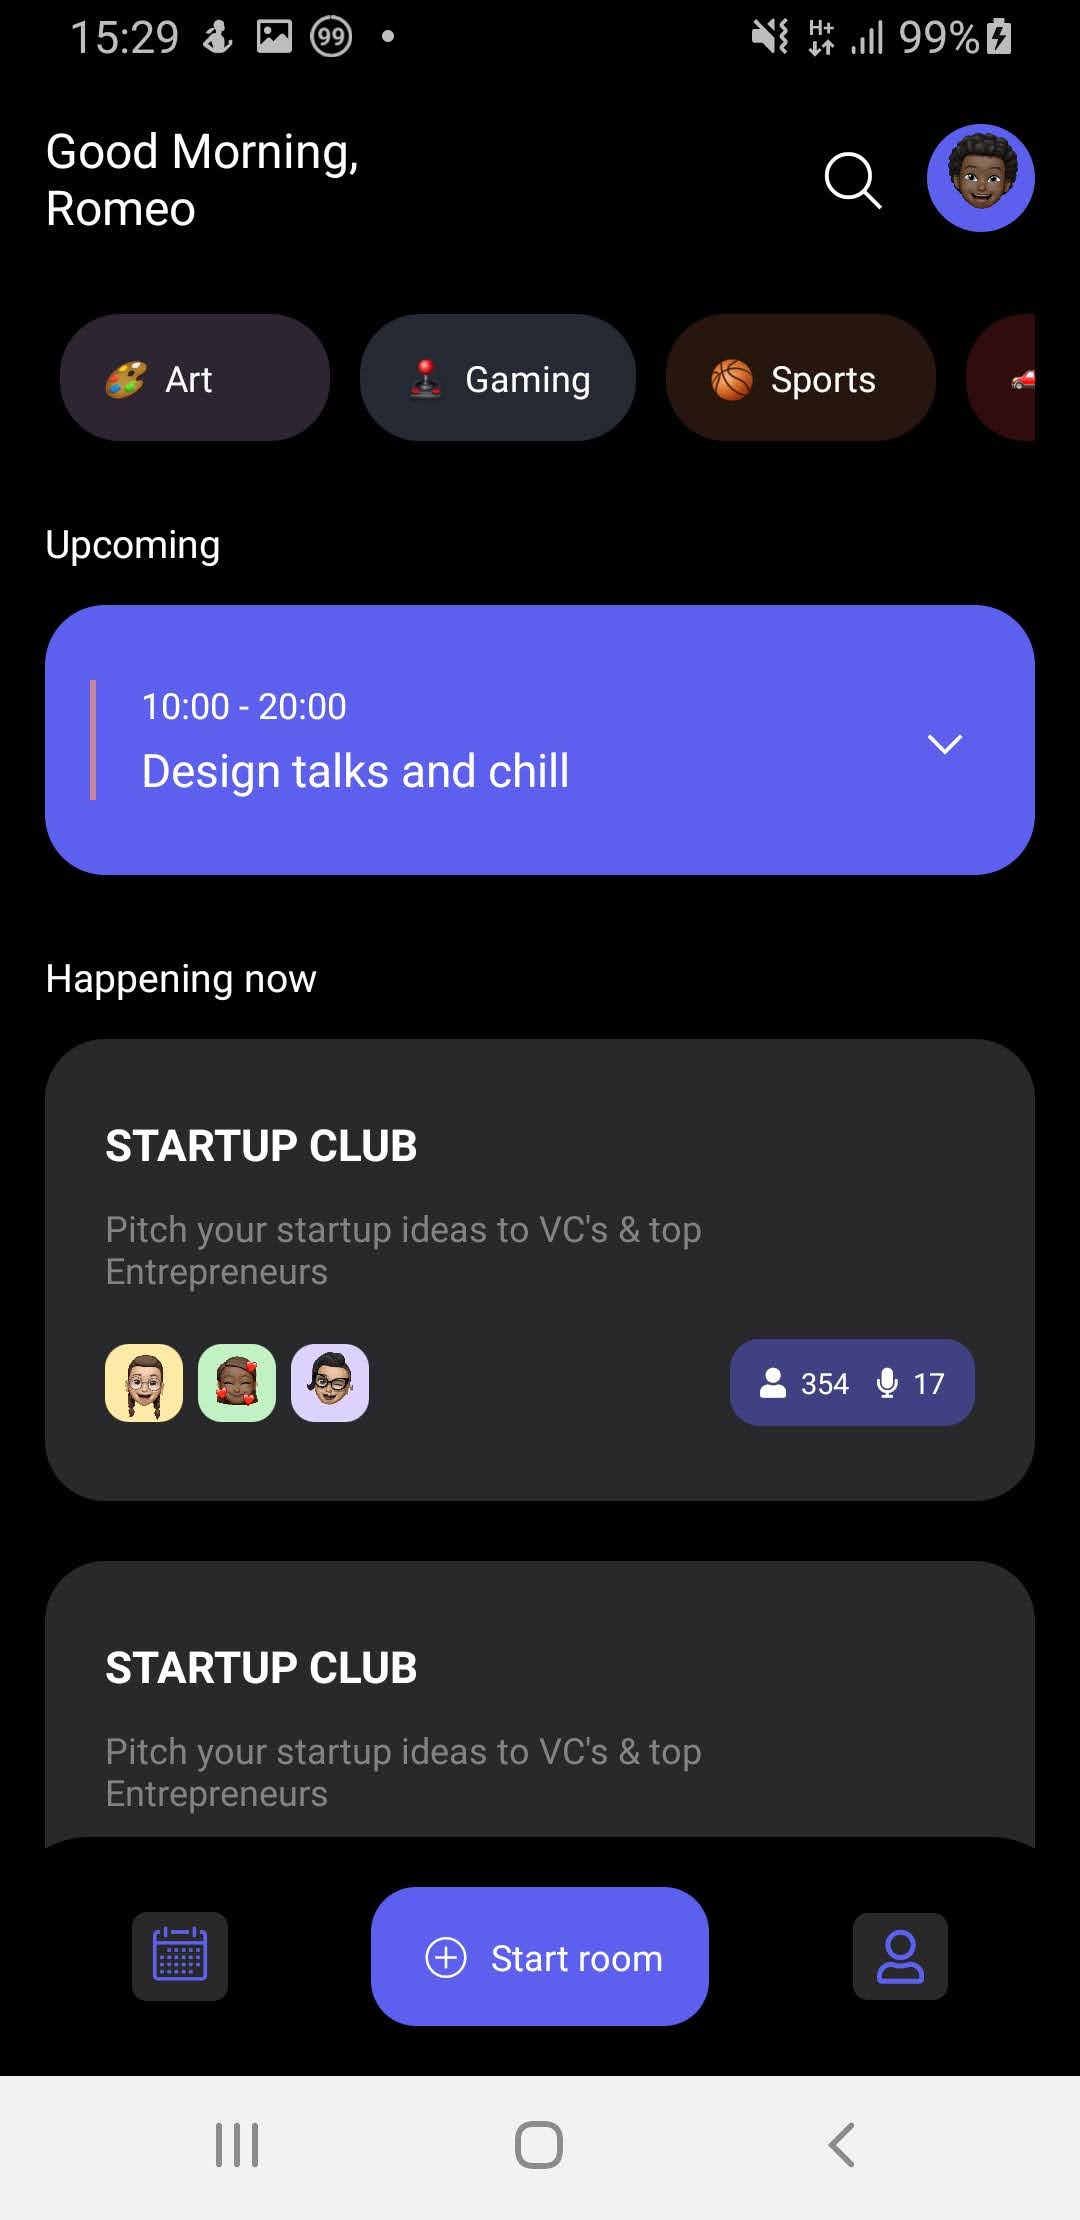 15:29 99 H+ 99%
Good Morning,
Romeo
Art Gaming Sports
Upcoming
10:00 - 20:00
Design talks and chill
Happening now
STARTUP CLUB
Pitch your startup ideas to VC's & top
Entrepreneurs
354 17
STARTUP CLUB
Pitch your startup ideas to VC's & top
Entrepreneurs
Start room